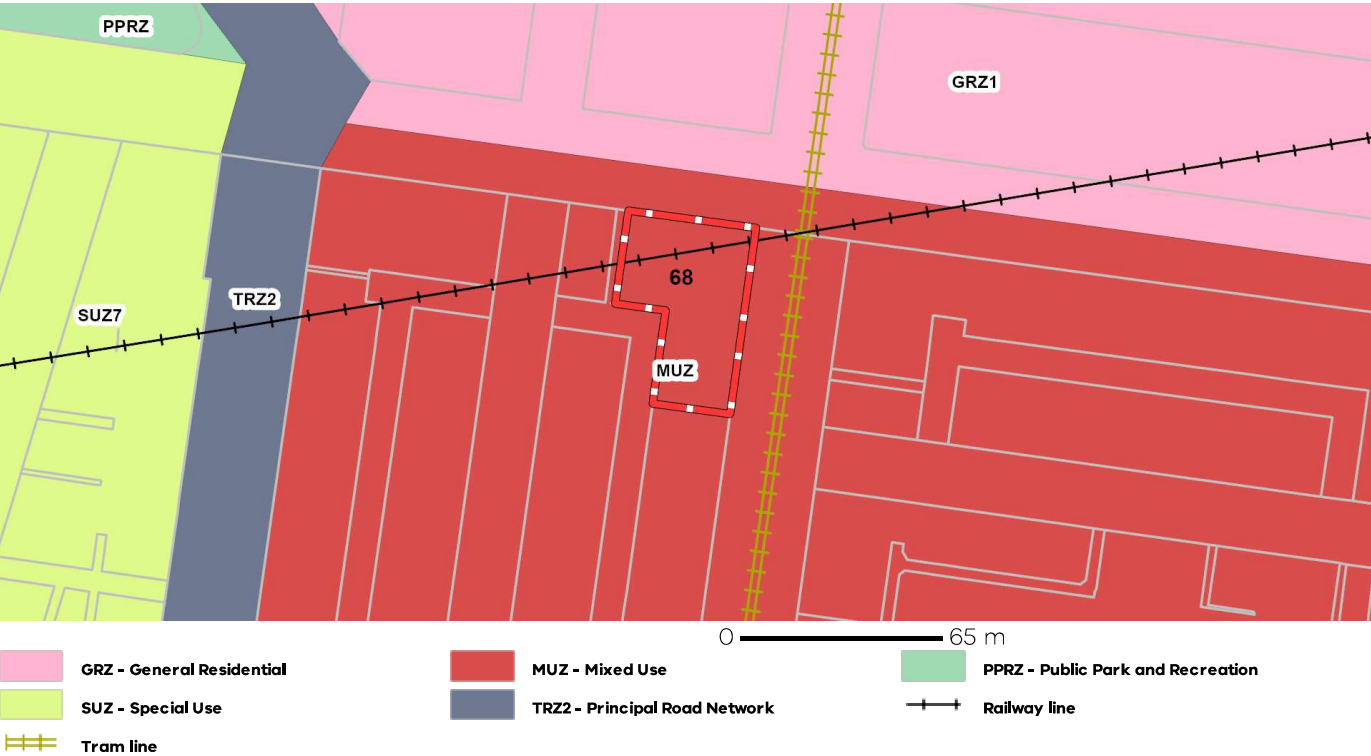 PPRZ
GRZ1
68
TRZ2
SUZ7
MUZ
0 65 m
GRZ - General Residential
MUZ - Mixed Use
PPRZ - Public Park and Recreation
SUZ - Special Use
TRZ2 - Principal Road Network
Railway line
Tram line